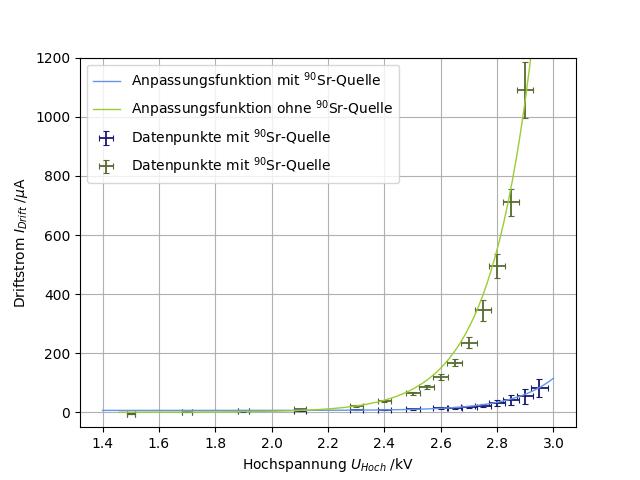 Anpassungsfunktion mit ⁹⁰Sr-Quelle
Anpassungsfunktion ohne ⁹⁰Sr-Quelle
Datenpunkte mit ⁹⁰Sr-Quelle
Datenpunkte mit ⁹⁰Sr-Quelle
1200
1000
800
600
400
200
0
Driftstrom I_Drift /µA
1.4 1.6 1.8 2.0 2.2 2.4 2.6 2.8 3.0
Hochspannung U_Hoch /kV